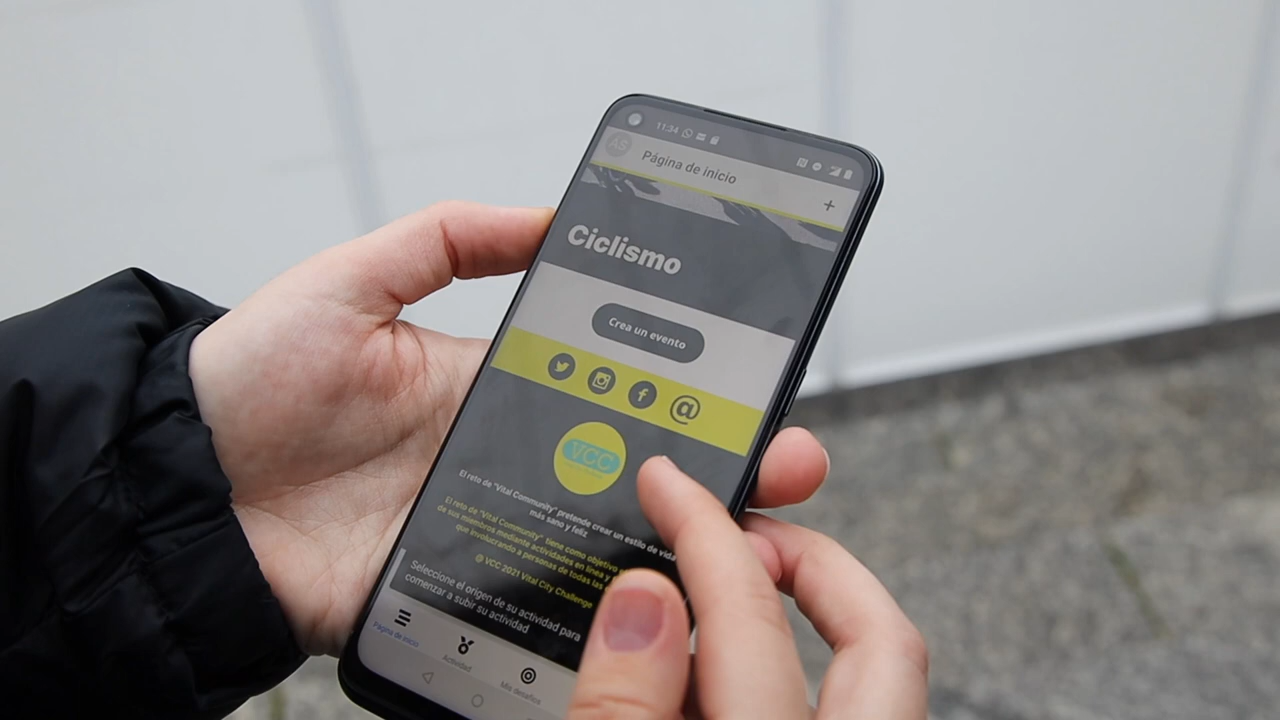 11:34
AS
Página de inicio
+
Ciclismo
Crea un evento
@
VCC
El reto de "Vital Community" pretende crear un estilo de vida
más sano y feliz
El reto de "Vital Community" tiene como objetivo
de sus miembros mediante actividades en línea y
que involucrando a personas de todas las
@ VCC 2021 Vital City Challenge
Seleccione el origen de su actividad para
comenzar a subir su actividad
Página de inicio
Actividad
Mis desafíos